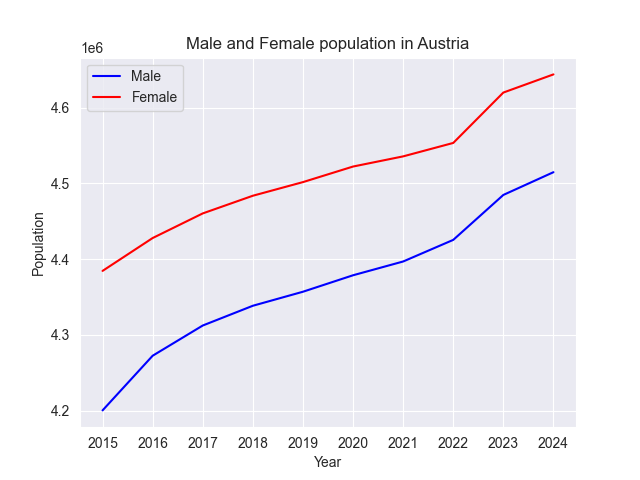 Male and Female population in Austria
1e6
Male
Female
4.6
4.5
4.4
4.3
4.2
Population
2015 2016 2017 2018 2019 2020 2021 2022 2023 2024
Year